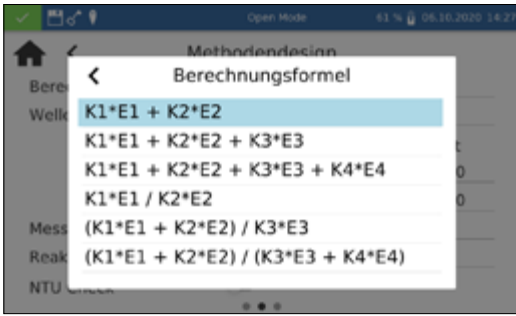 Open Mode 61 % 06.10.2020 14:27
Methodendesign
Berechnungsformel
K1*E1 + K2*E2
K1*E1 + K2*E2 + K3*E3
K1*E1 + K2*E2 + K3*E3 + K4*E4
K1*E1 / K2*E2
(K1*E1 + K2*E2) / K3*E3
(K1*E1 + K2*E2) / (K3*E3 + K4*E4)
NTU Check